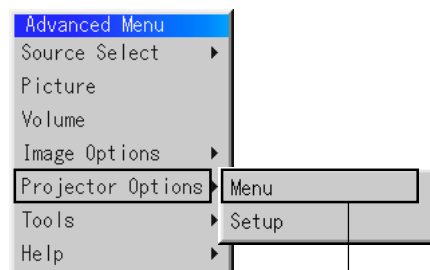 Advanced Menu
Source Select
Picture
Volume
Image Options
Projector Options
Menu
Tools
Setup
Help